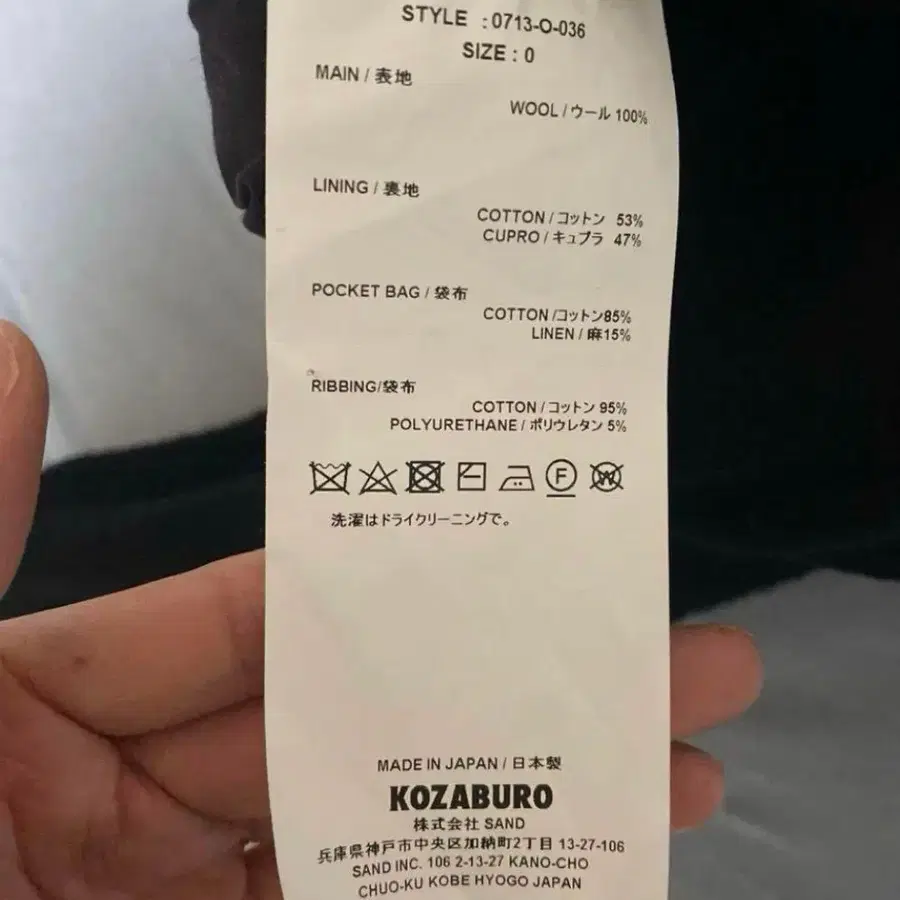 STYLE : 0713-O-036
SIZE : 0
MAIN / 表地
WOOL / ウール 100%
LINING / 裏地
COTTON / コットン 53%
CUPRO / キュプラ 47%
POCKET BAG / 袋布
COTTON /コットン85%
LINEN / 麻15%
RIBBING/袋布
COTTON / コットン 95%
POLYURETHANE / ポリウレタン 5%
F W
洗濯はドライクリーニングで。
MADE IN JAPAN / 日本製
KOZABURO
株式会社 SAND
兵庫県神戸市中央区加納町2丁目 13-27-106
SAND INC. 106 2-13-27 KANO-CHO
CHUO-KU KOBE HYOGO JAPAN